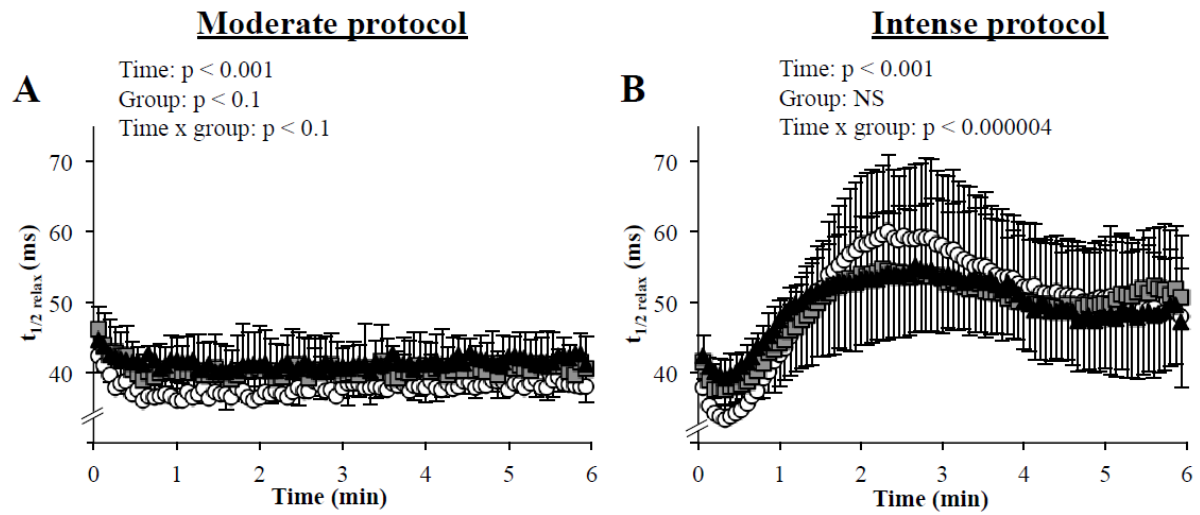 Moderate protocol
Intense protocol
A
Time: p < 0.001
Group: p < 0.1
Time x group: p < 0.1
B
Time: p < 0.001
Group: NS
Time x group: p < 0.000004
t1/2 relax (ms)
70
60
50
40
0 1 2 3 4 5 6
Time (min)
t1/2 relax (ms)
70
60
50
40
0 1 2 3 4 5 6
Time (min)